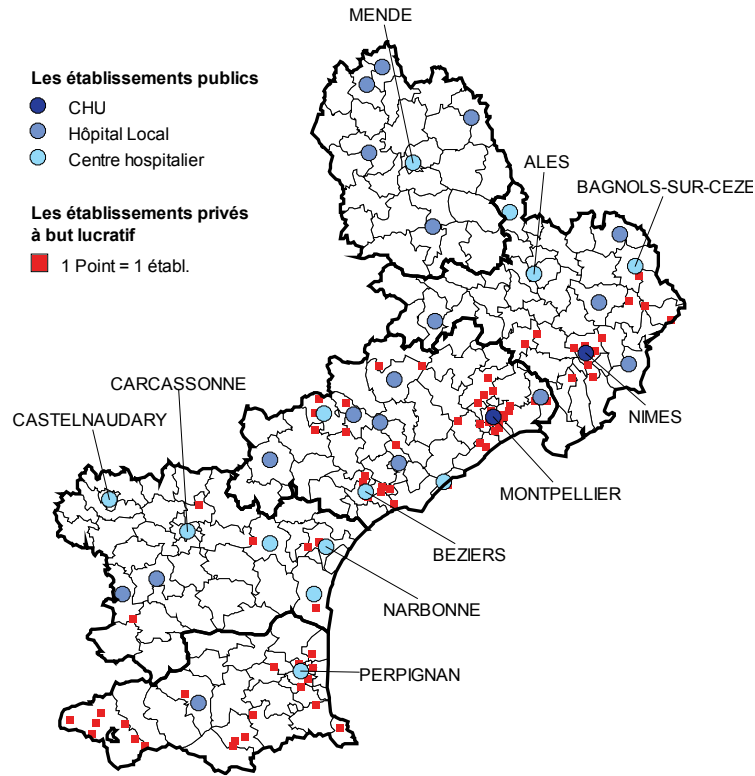 MENDE
Les établissements publics
CHU
Hôpital Local
Centre hospitalier
ALES
BAGNOLS-SUR-CEZE
Les établissements privés
à but lucratif
1 Point = 1 établ.
CARCASSONNE
CASTELNAUDARY
NIMES
MONTPELLIER
BEZIERS
NARBONNE
PERPIGNAN